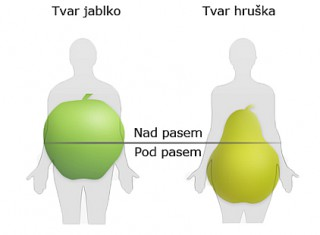 Tvar jablko
Tvar hruška
Nad pasem
Pod pasem